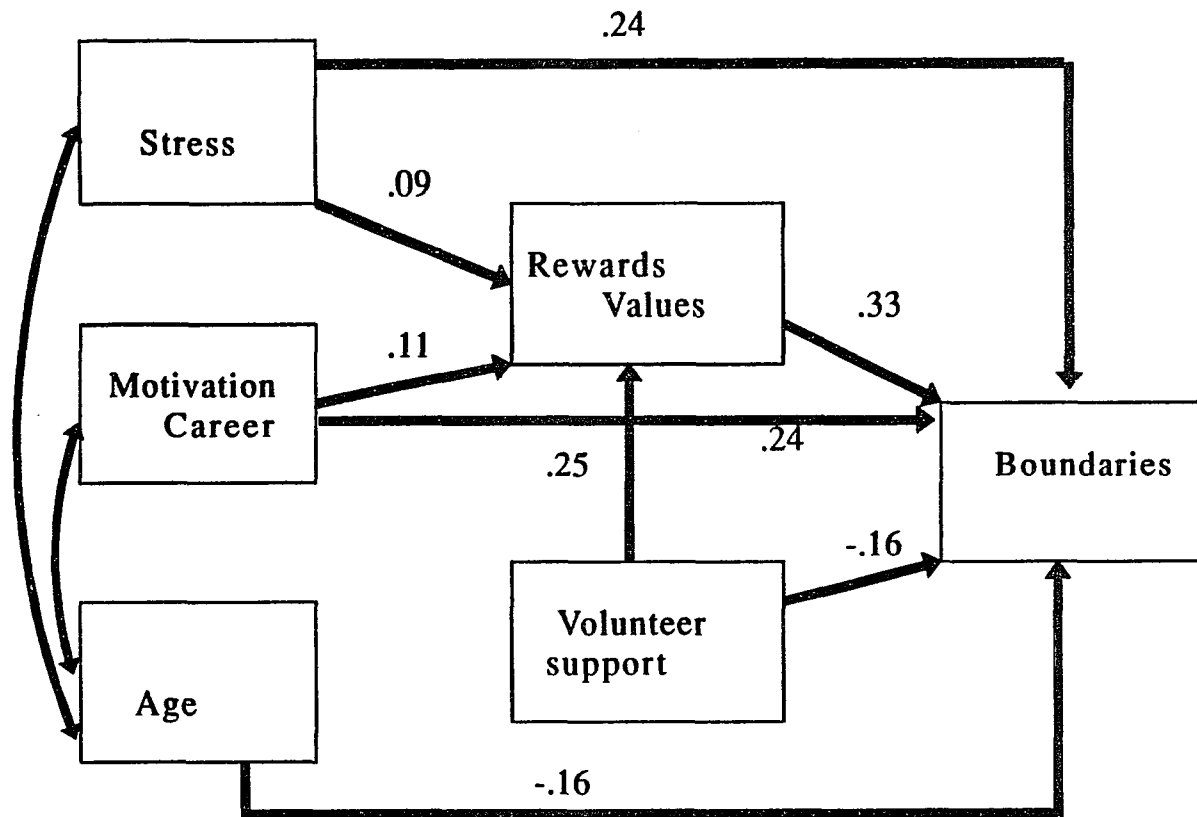 .24
Stress
.09
Rewards
Values
.33
.11
Motivation
Career
.24
.25
Boundaries
-.16
Volunteer
support
Age
-.16